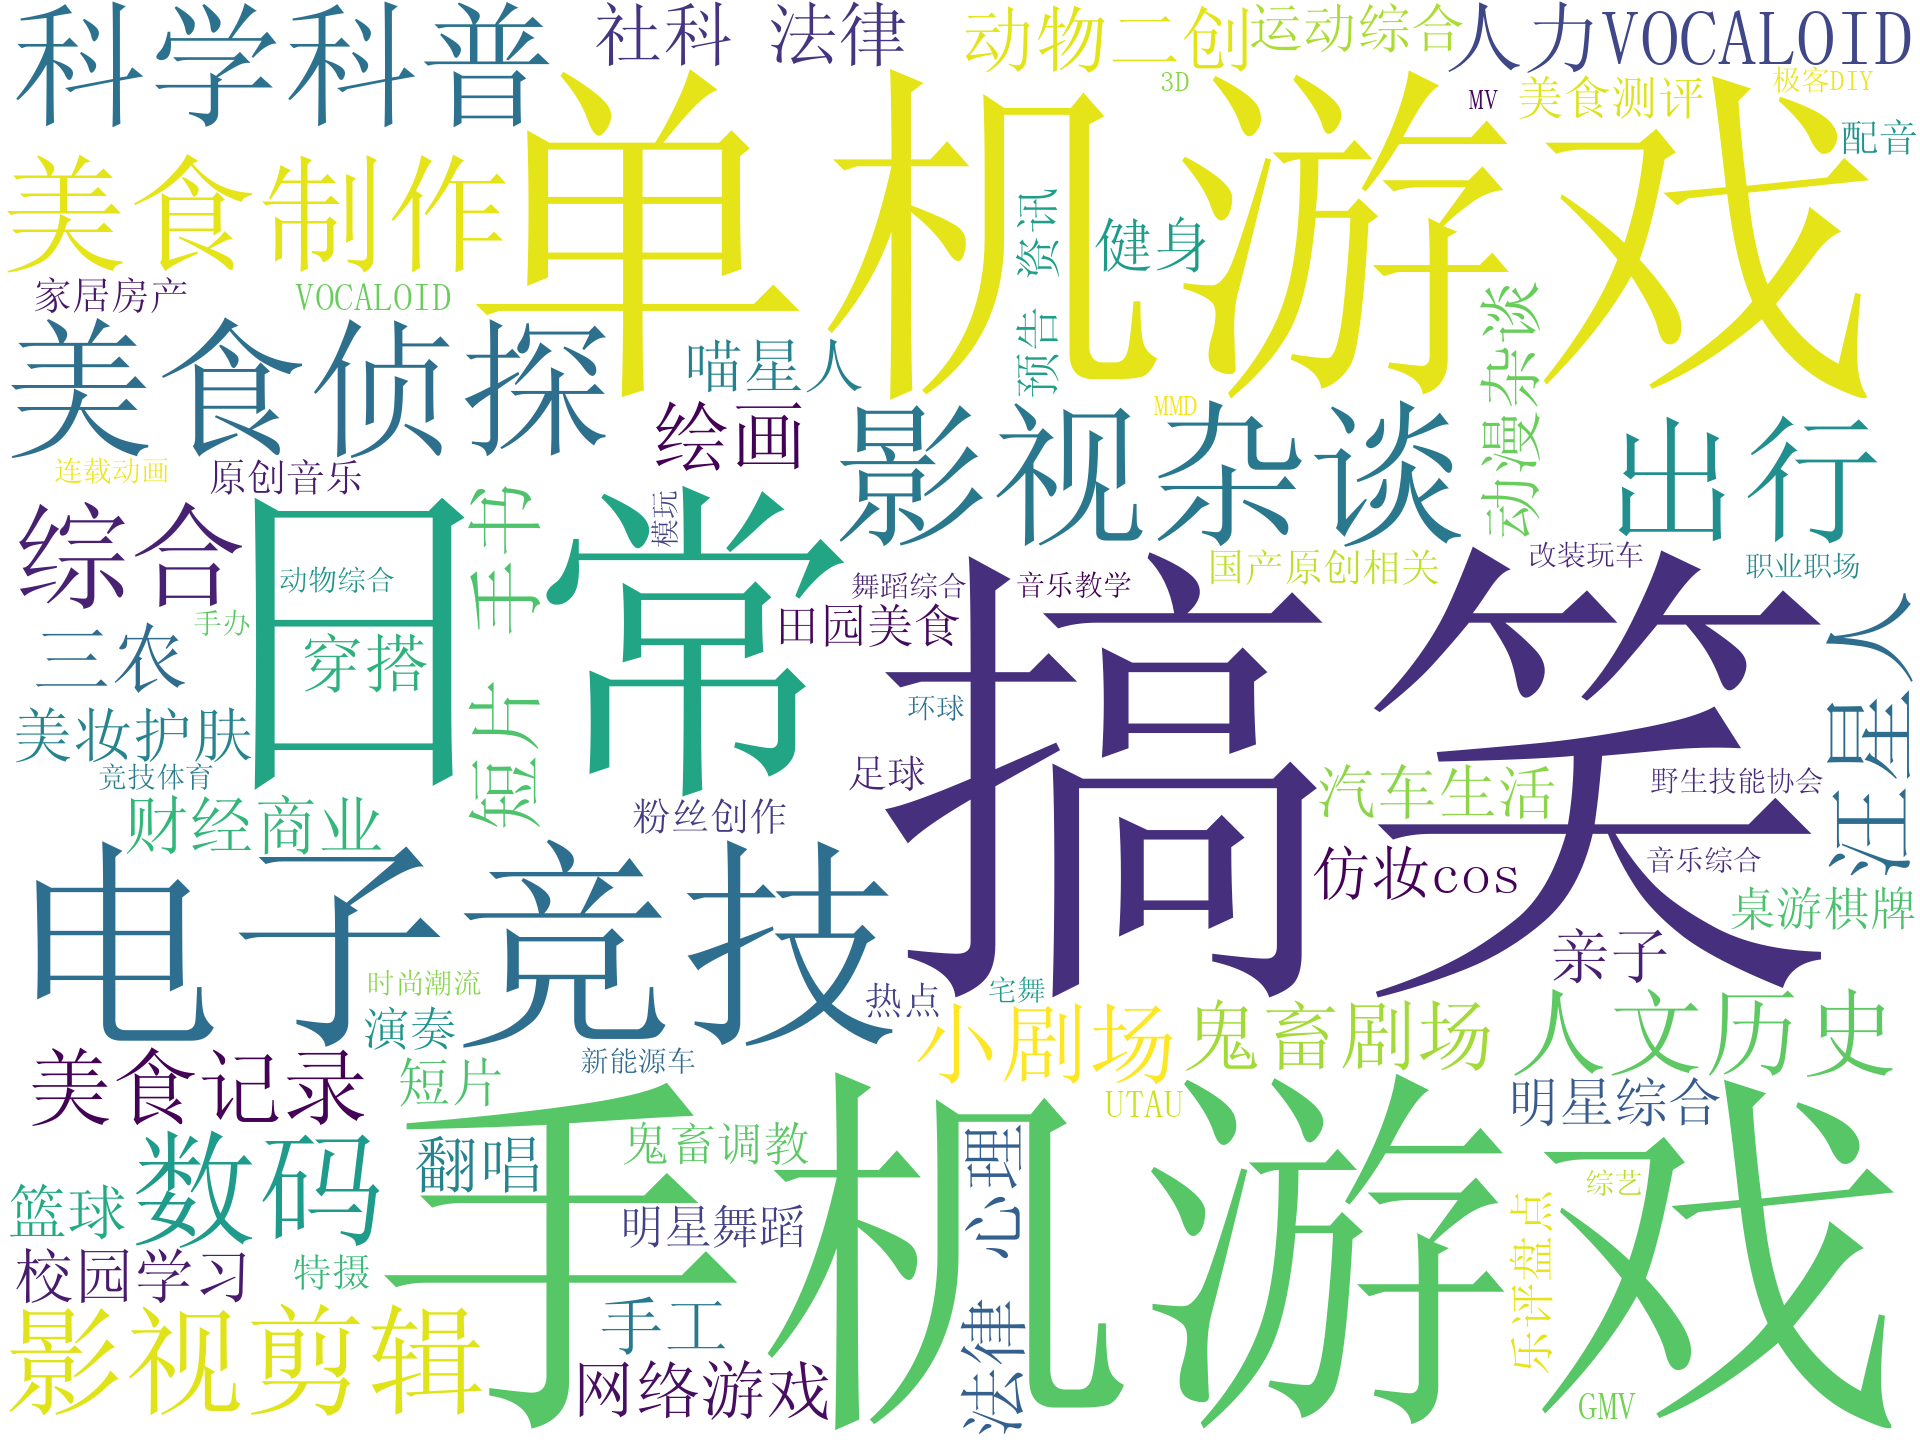 科学科普
社科 法律
动物二创
运动综合
人力VOCALOID
3D
MV
美食测评
极客DIY
配音
单机游戏
美食制作
预告 资讯
健身
家居房产
VOCALOID
美食侦探
喵星人
动漫杂谈
绘画
MMD
影视杂谈
出行
连载动画
原创音乐
综合
日常
短片 手书
模玩
动物综合
舞蹈综合
音乐教学
国产原创相关
改装玩车
职业职场
手办
三农
穿搭
田园美食
搞笑
汪星人
美妆护肤
环球
竞技体育
足球
汽车生活
野生技能协会
财经商业
粉丝创作
仿妆cos
音乐综合
桌游棋牌
电子竞技
亲子
时尚潮流
热点
宅舞
演奏
小剧场
鬼畜剧场
人文历史
新能源车
美食记录
短片
UTAU
明星综合
手机游戏
数码
翻唱
鬼畜调教
法律 心理
综艺
篮球
明星舞蹈
乐评盘点
校园学习
特摄
影视剪辑
手工
网络游戏
GMV